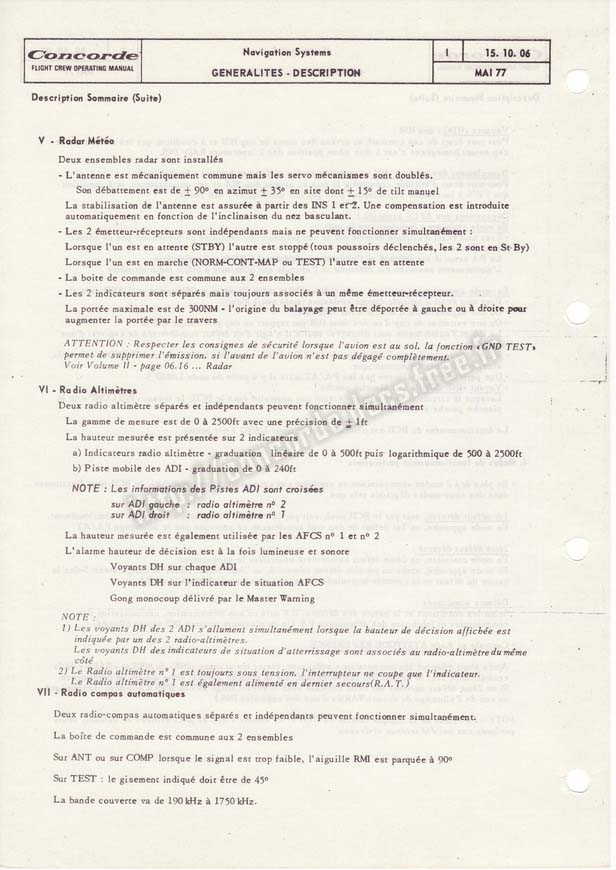 Concorde
FLIGHT CREW OPERATING MANUAL
Navigation Systems
GENERALITES - DESCRIPTION
1
15. 10. 06
MAI 77
Description Sommaire (Suite)
V - Radar Météo
Deux ensembles radar sont installés
- L'antenne est mécaniquement commune mais les servo mécanismes sont doublés.
Son débattement est de ± 90° en azimut ± 35° en site dont ± 15° de tilt manuel
La stabilisation de l'antenne est assurée à partir des INS 1 et 2. Une compensation est introduite
automatiquement en fonction de l'inclinaison du nez basculant.
- Les 2 émetteur-récepteurs sont indépendants mais ne peuvent fonctionner simultanément :
Lorsque l'un est en attente (STBY) l'autre est stoppé (tous poussoirs déclenchés, les 2 sont en St By)
Lorsque l'un est en marche (NORM-CONT-MAP ou TEST) l'autre est en attente
- La boite de commande est commune aux 2 ensembles
- Les 2 indicateurs sont séparés mais toujours associés à un même émetteur-récepteur.
La portée maximale est de 300NM - l'origine du balayage peut être déportée à gauche ou à droite pour
augmenter la portée par le travers
ATTENTION : Respecter les consignes de sécurité lorsque l'avion est au sol, la fonction «GND TEST»
permet de supprimer l'émission, si l'avant de l'avion n'est pas dégagé complètement.
Voir Volume II - page 06.16 ... Radar
VI - Radio Altimètres
Deux radio altimètre séparés et indépendants peuvent fonctionner simultanément
La gamme de mesure est de 0 à 2500ft avec une précision de ± 1ft
La hauteur mesurée est présentée sur 2 indicateurs
a) Indicateurs radio altimètre - graduation linéaire de 0 à 500ft puis logarithmique de 500 à 2500ft
b) Piste mobile des ADI - graduation de 0 à 240ft
NOTE : Les informations des Pistes ADI sont croisées
sur ADI gauche : radio altimètre n° 2
sur ADI droit : radio altimètre n° 1
La hauteur mesurée est également utilisée par les AFCS n° 1 et n° 2
L'alarme hauteur de décision est à la fois lumineuse et sonore
Voyants DH sur chaque ADI
Voyants DH sur l'indicateur de situation AFCS
Gong monocoup délivré par le Master Warning
NOTE :
1) Les voyants DH des 2 ADI s'allument simultanément lorsque la hauteur de décision affichée est
indiquée par un des 2 radio-altimètres.
Les voyants DH des indicateurs de situation d'atterrissage sont associés au radio-altimètre du même
côté
2) Le Radio altimètre n° 1 est toujours sous tension, l'interrupteur ne coupe que l'indicateur.
Le Radio altimètre n° 1 est également alimenté en dernier secours(R.A.T.)
VII - Radio compas automatiques
Deux radio-compas automatiques séparés et indépendants peuvent fonctionner simultanément.
La boîte de commande est commune aux 2 ensembles
Sur ANT ou sur COMP lorsque le signal est trop faible, l'aiguille RMI est parquée à 90°
Sur TEST : le gisement indiqué doit être de 45°
La bande couverte va de 190 kHz à 1750 kHz.